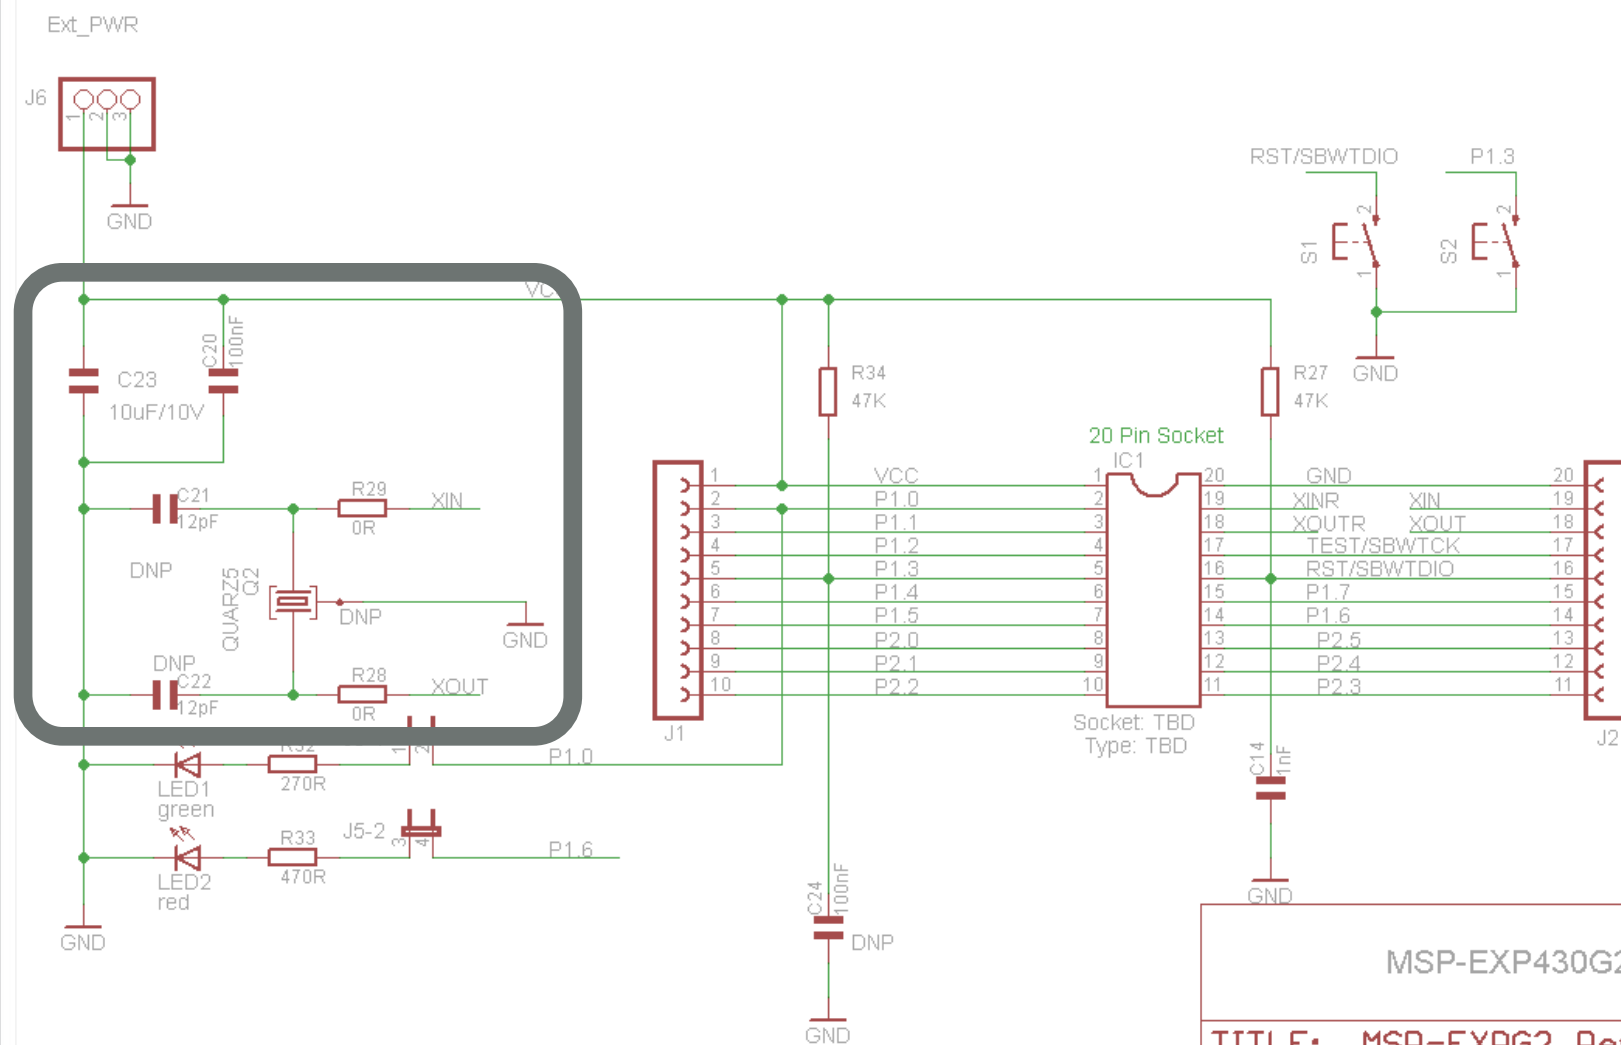 Ext_PWR
J6
1
2
3
GND
RST/SBWTDIO
P1.3
S1
2
1
S2
2
1
GND
C20
100nF
C23
10uF/10V
R34
47K
R27
47K
20 Pin Socket
IC1
C21
12pF
DNP
R29
0R
XIN
QUARZ5
Q2
DNP
GND
DNP
C22
12pF
R28
0R
XOUT
1 VCC 1
2 P1.0 2
3 P1.1 3
4 P1.2 4
5 P1.3 5
6 P1.4 6
7 P1.5 7
8 P2.0 8
9 P2.1 9
10 P2.2 10
J1
20 GND 20
19 XINR XIN 19
18 XOUTR XOUT 18
17 TEST/SBWTCK 17
16 RST/SBWTDIO 16
15 P1.7 15
14 P1.6 14
13 P2.5 13
12 P2.4 12
11 P2.3 11
J2
Socket: TBD
Type: TBD
1
2
P1.0
LED1
green
270R
J5-2
3
4
P1.6
R33
470R
LED2
red
GND
C14
1nF
GND
C24
100nF
DNP
GND
MSP-EXP430G2
TITLE: MSP-EXPG2